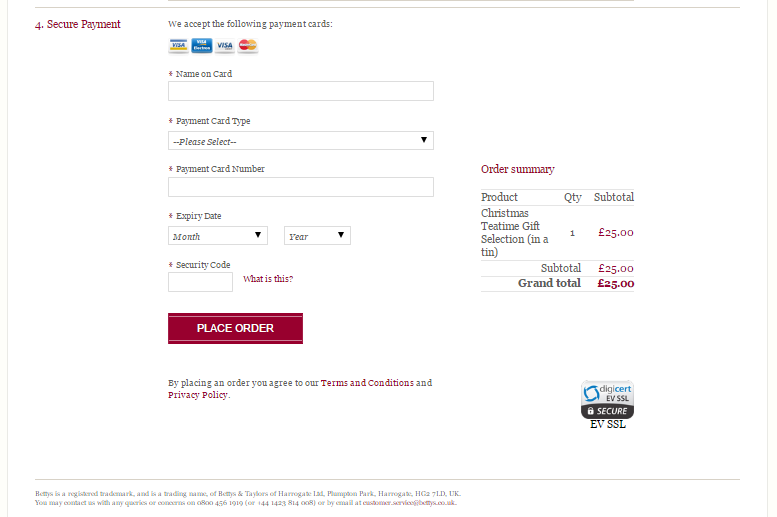 4. Secure Payment
We accept the following payment cards:
VISA VISA Electron VISA MasterCard
* Name on Card
* Payment Card Type
--Please Select--
* Payment Card Number
* Expiry Date
Month Year
* Security Code
What is this?
PLACE ORDER
By placing an order you agree to our Terms and Conditions and
Privacy Policy.
Order summary
Product Qty Subtotal
Christmas
Teatime Gift
Selection (in a
tin)
1 £25.00
Subtotal £25.00
Grand total £25.00
digicert
EV SSL
SECURE
EV SSL
Bettys is a registered trademark, and is a trading name, of Bettys & Taylors of Harrogate Ltd, Plumpton Park, Harrogate, HG2 7LD, UK.
You may contact us with any queries or concerns on 0800 456 1919 (or +44 1423 814 008) or by email at customer.service@bettys.co.uk.